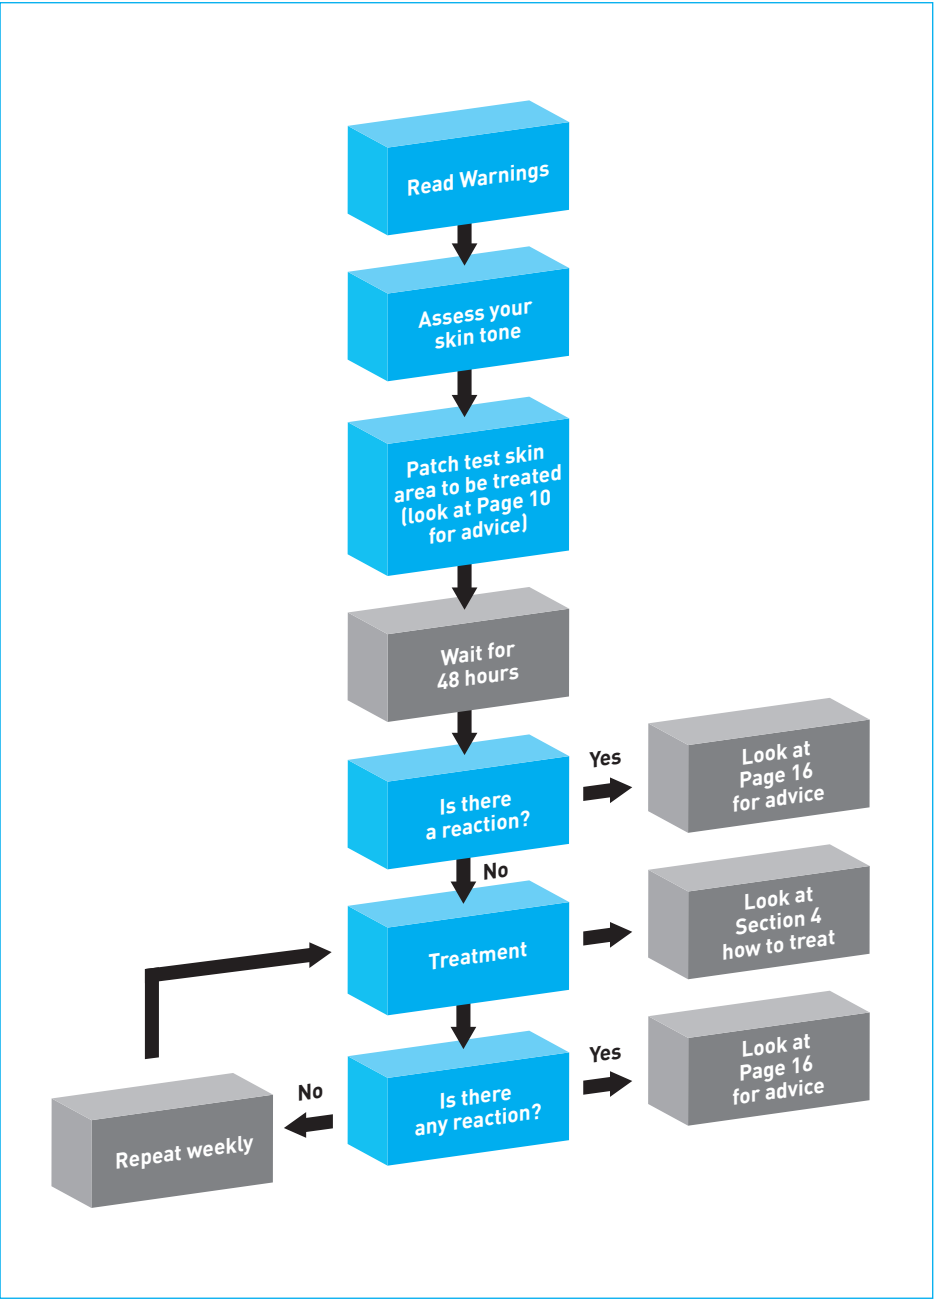 Read Warnings
Assess your
skin tone
Patch test skin
area to be treated
(look at Page 10
for advice)
Wait for
48 hours
Is there
a reaction?
Yes
Look at
Page 16
for advice
No
Treatment
Look at
Section 4
how to treat
Is there
any reaction?
Yes
Look at
Page 16
for advice
No
Repeat weekly